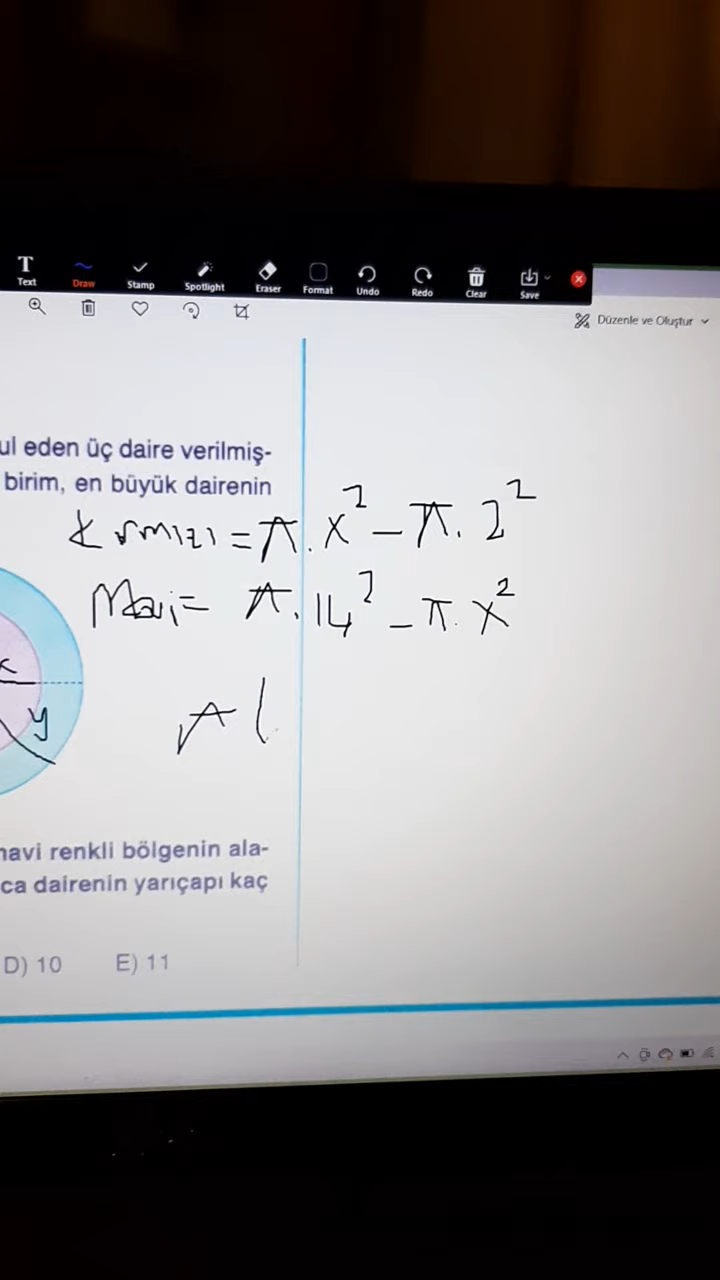 Text Draw Stamp Spotlight Eraser Format Undo Redo Clear Save
Düzenle ve Oluştur
ul eden üç daire verilmiş-
birim, en büyük dairenin
Kırmızı = π.x² - π.2²
Mavi = π.14² - π.x²
x
y
π(
navi renkli bölgenin ala-
ca dairenin yarıçapı kaç
D) 10 E) 11